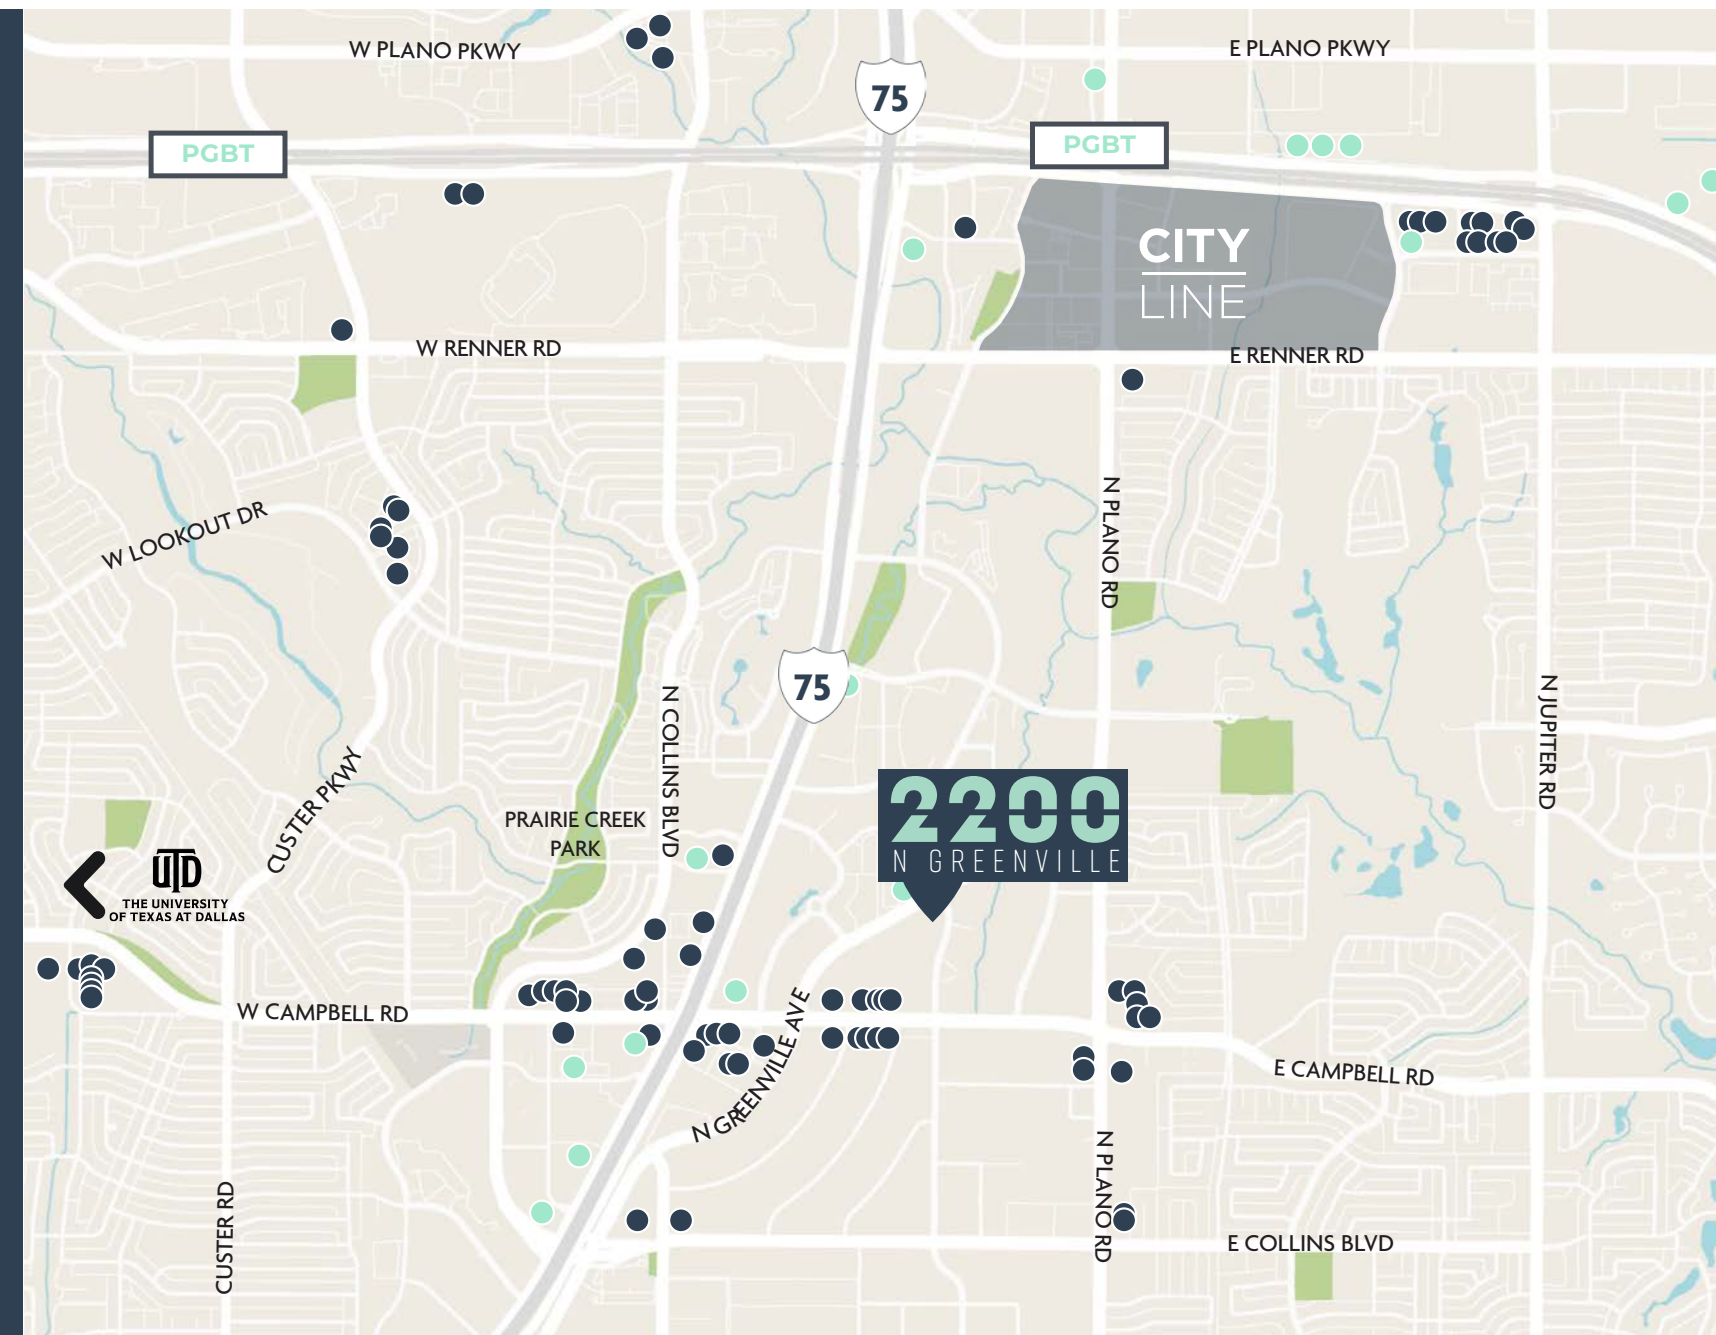 W PLANO PKWY
E PLANO PKWY
75
PGBT
PGBT
CITY
LINE
W RENNER RD
E RENNER RD
W LOOKOUT DR
N PLANO RD
75
N COLLINS BLVD
N JUPITER RD
CUSTER PKWY
PRAIRIE CREEK
PARK
2200
N GREENVILLE
UTD
THE UNIVERSITY
OF TEXAS AT DALLAS
W CAMPBELL RD
N GREENVILLE AVE
E CAMPBELL RD
N PLANO RD
CUSTER RD
E COLLINS BLVD